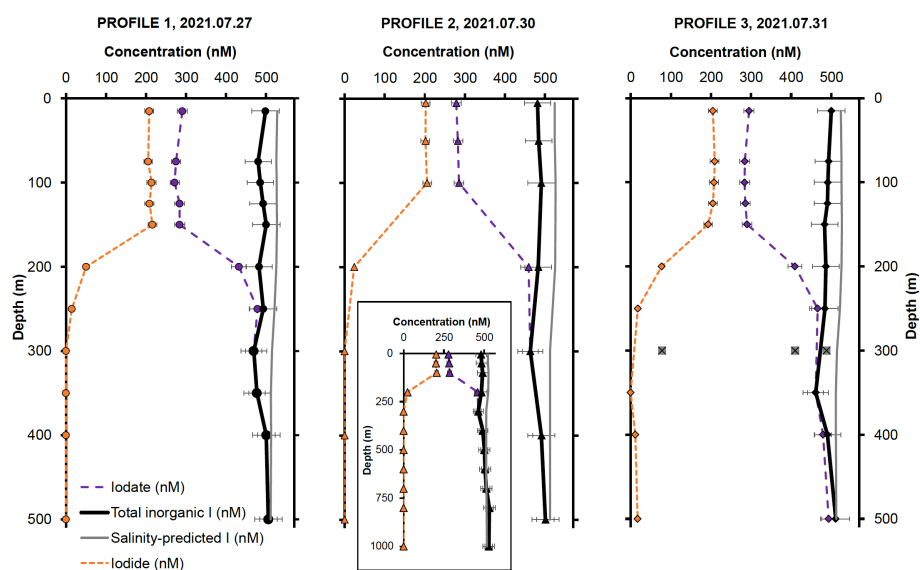 PROFILE 1, 2021.07.27
Concentration (nM)
0 100 200 300 400 500
0
100
200
300
400
500
Depth (m)
Iodate (nM)
Total inorganic I (nM)
Salinity-predicted I (nM)
Iodide (nM)
PROFILE 2, 2021.07.30
Concentration (nM)
0 100 200 300 400 500
Concentration (nM)
0 250 500
0
250
500
750
1000
Depth (m)
PROFILE 3, 2021.07.31
Concentration (nM)
0 100 200 300 400 500
0
100
200
300
400
500
Depth (m)